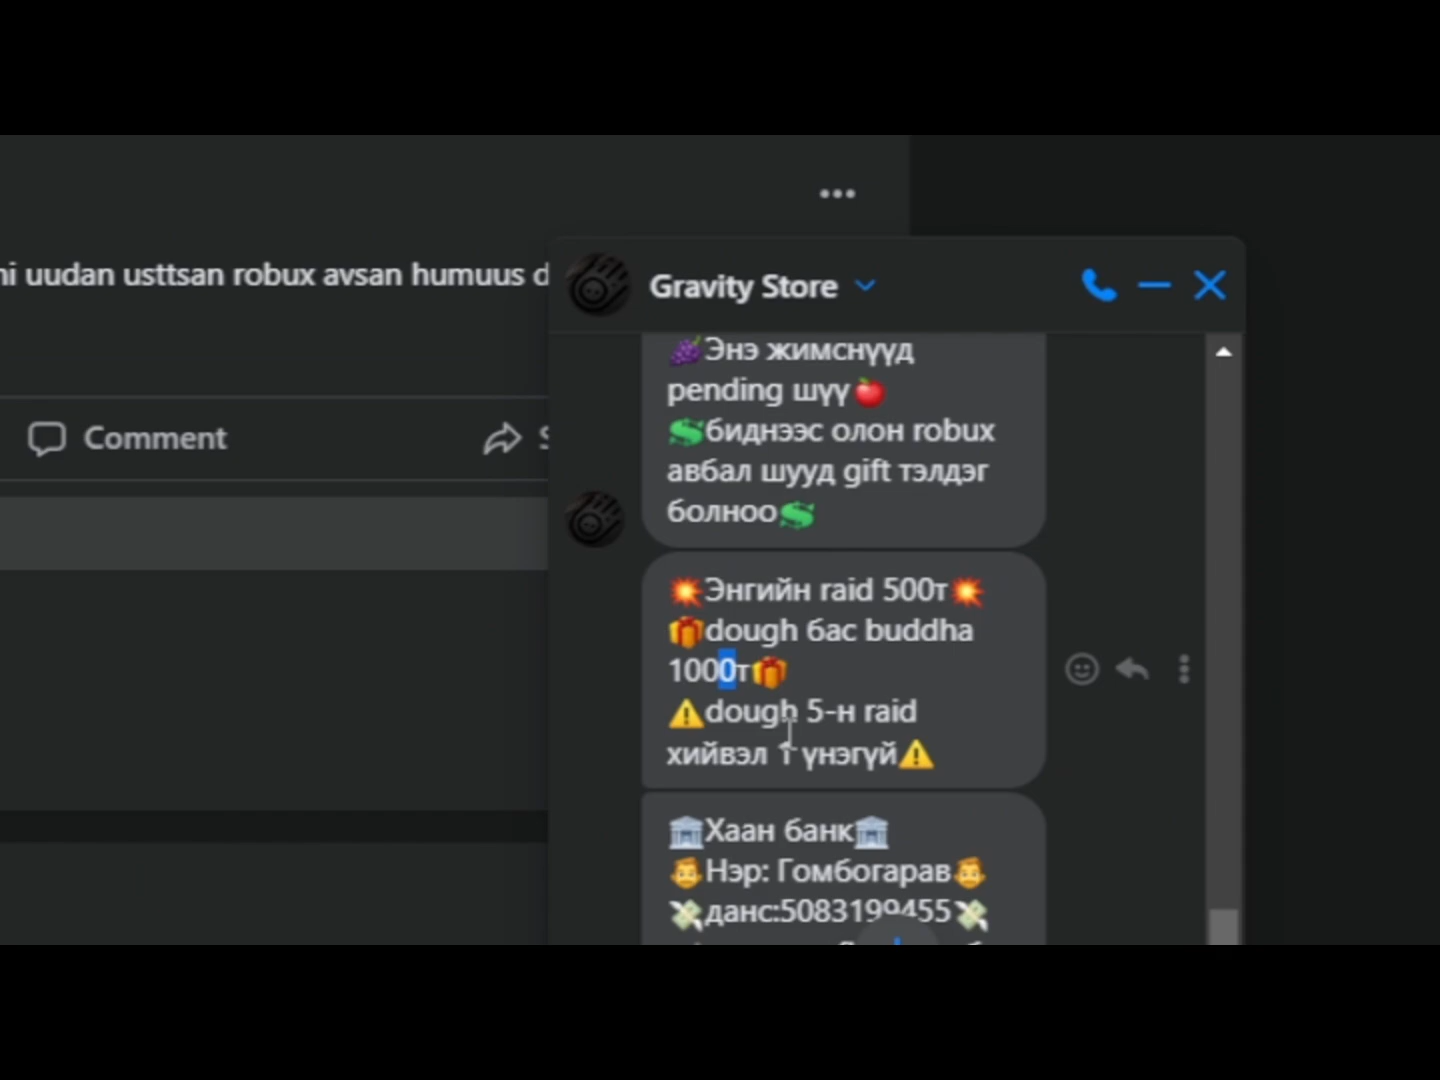 uudan usttsan robux avsan humuus
Comment
Gravity Store
🍇Энэ жимснүүд
pending шүү🍎
💲биднээс олон robux
авбал шууд gift тэлдэг
болноо💲
💥Энгийн raid 500т💥
🎁dough бас buddha
1000т🎁
⚠️dough 5-н raid
хийвэл 1 үнэгүй⚠️
🏦Хаан банк🏦
Нэр: Гомбогарав
💸данс:5083199455💸